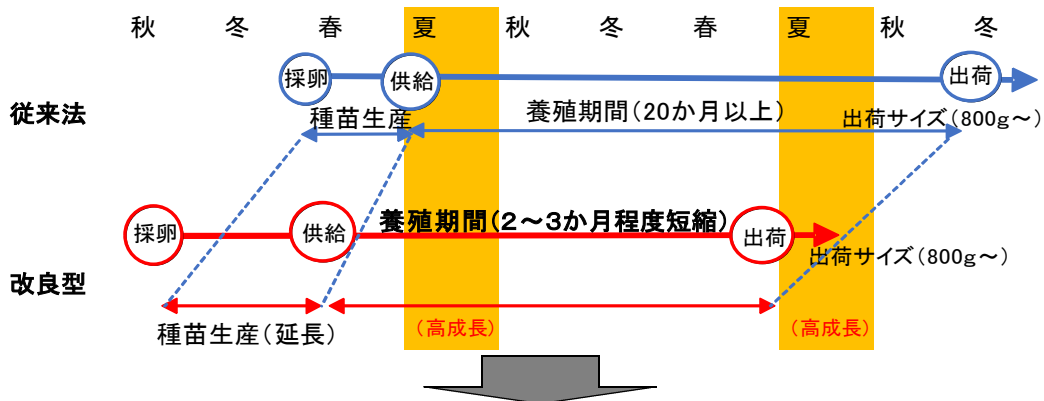 秋 冬 春 夏 秋 冬 春 夏 秋 冬
採卵 供給 出荷
従来法
種苗生産 養殖期間(20か月以上) 出荷サイズ(800g~)
養殖期間(2~3か月程度短縮)
採卵 供給 出荷
出荷サイズ(800g~)
改良型
種苗生産(延長) (高成長) (高成長)